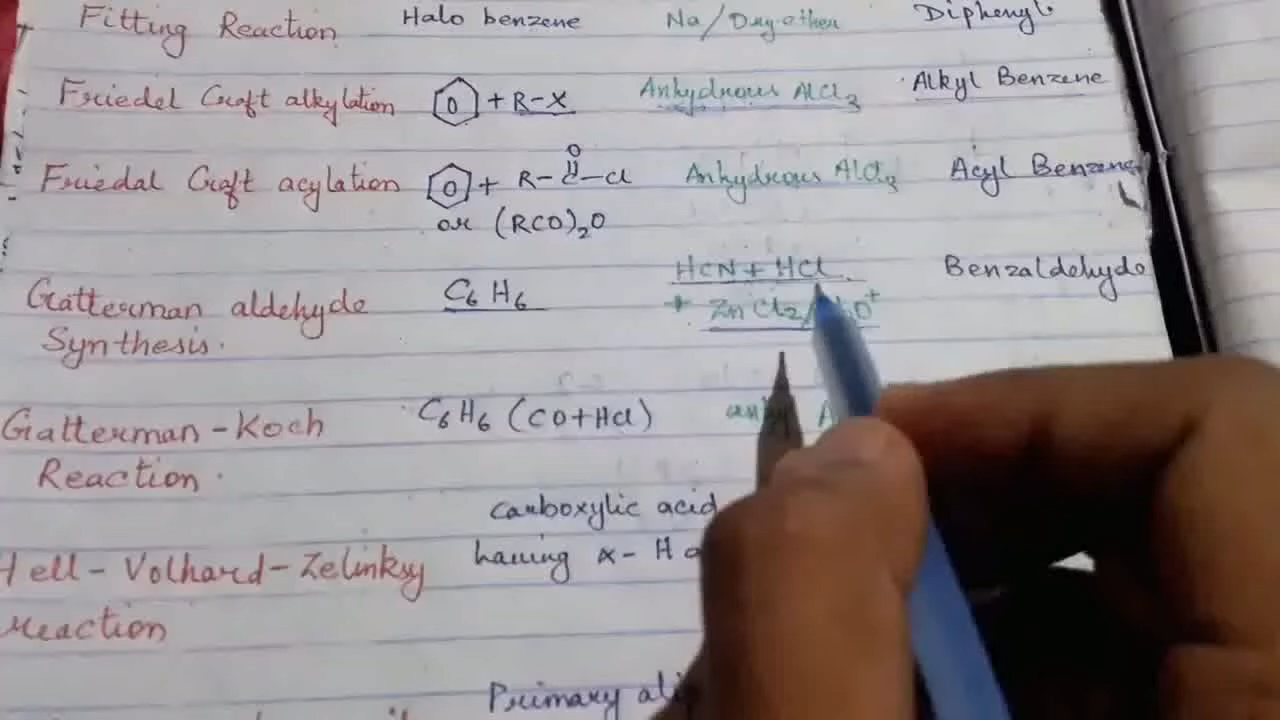 Fitting Reaction Halo benzene Na/Dry ether Diphenyl
Friedel Craft alkylation + R-X Anhydrous AlCl3 Alkyl Benzene
O
Friedal Craft acylation + R-C-Cl Anhydrous AlCl3 Acyl Benzene
or (RCO)2O
HCN + HCl Benzaldehyde
Gatterman aldehyde C6H6 + ZnCl2/
Synthesis.
Gatterman-Koch C6H6 (CO+HCl)
Reaction.
carboxylic acid
Hell-Volhard-Zelinksy having α-H
reaction
Primary